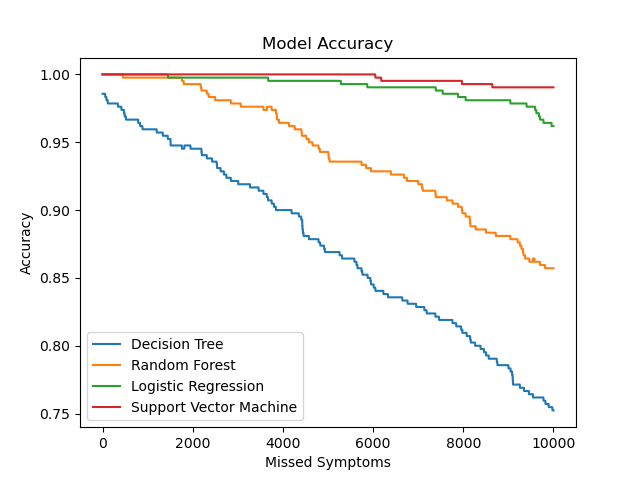 Model Accuracy
1.00
0.95
0.90
0.85
0.80
0.75
Accuracy
Decision Tree
Random Forest
Logistic Regression
Support Vector Machine
0 2000 4000 6000 8000 10000
Missed Symptoms